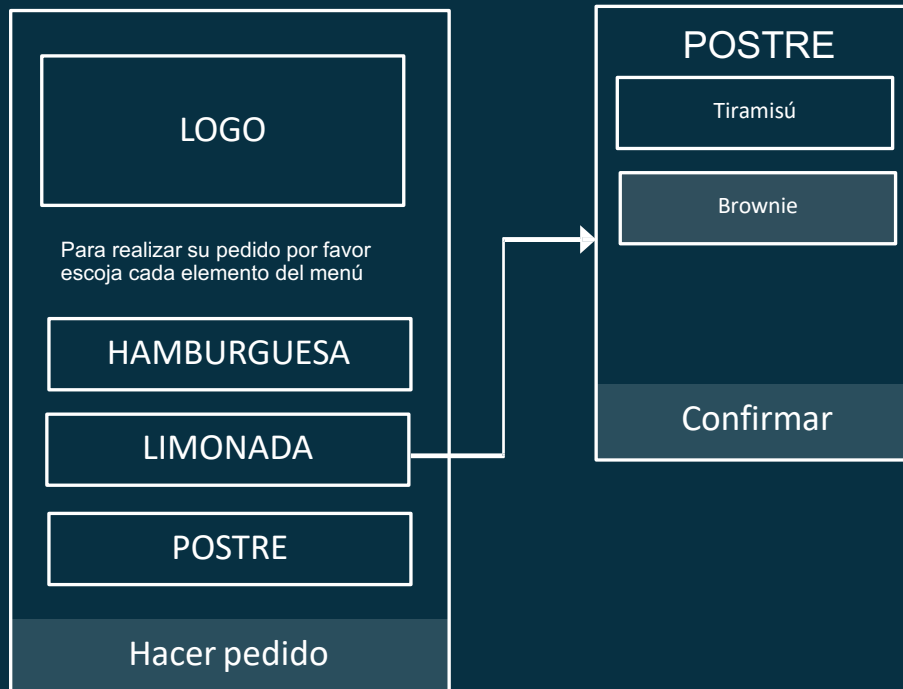 LOGO
Para realizar su pedido por favor
escoja cada elemento del menú
HAMBURGUESA
LIMONADA
POSTRE
Hacer pedido
POSTRE
Tiramisú
Brownie
Confirmar